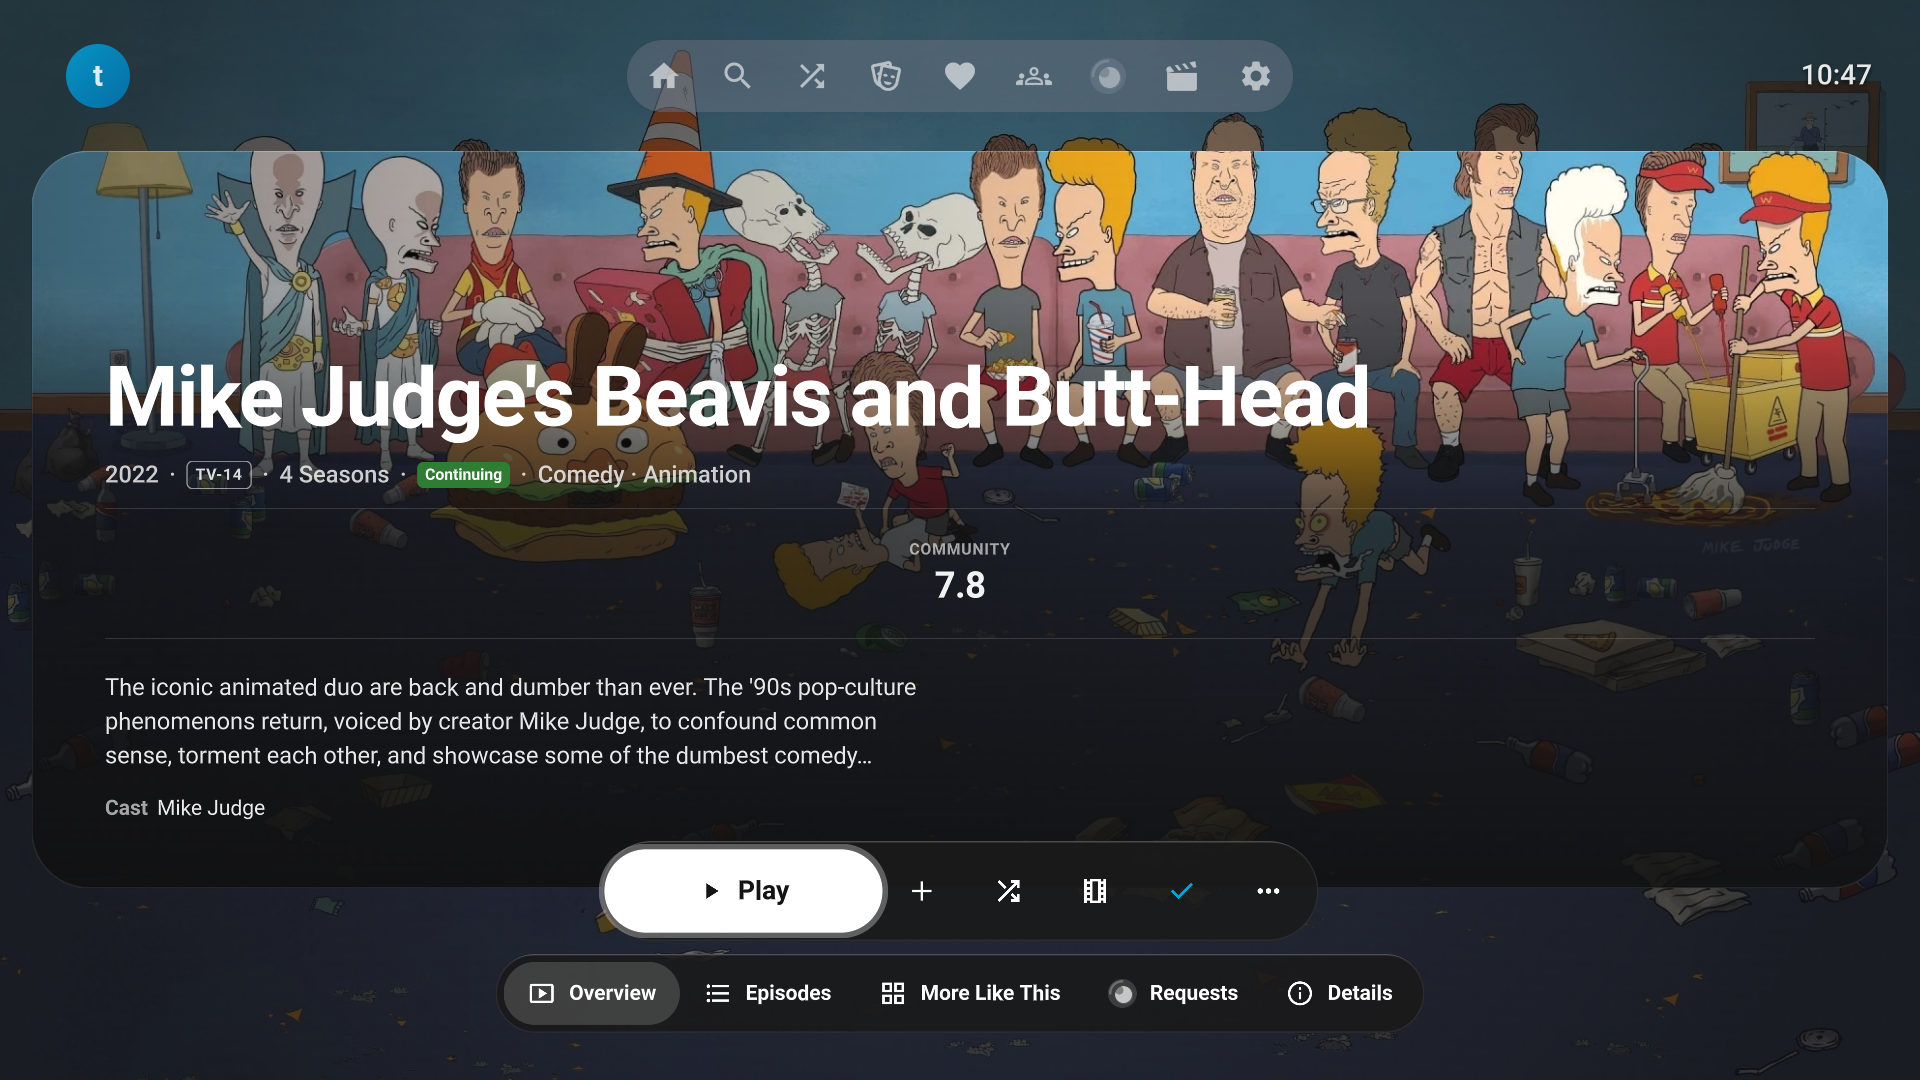 t
10:47
Mike Judge's Beavis and Butt-Head
2022 · TV-14 · 4 Seasons · Continuing · Comedy · Animation
MIKE JUDGE
COMMUNITY
7.8
The iconic animated duo are back and dumber than ever. The '90s pop-culture
phenomenons return, voiced by creator Mike Judge, to confound common
sense, torment each other, and showcase some of the dumbest comedy…
Cast Mike Judge
Play
Overview
Episodes
More Like This
Requests
Details